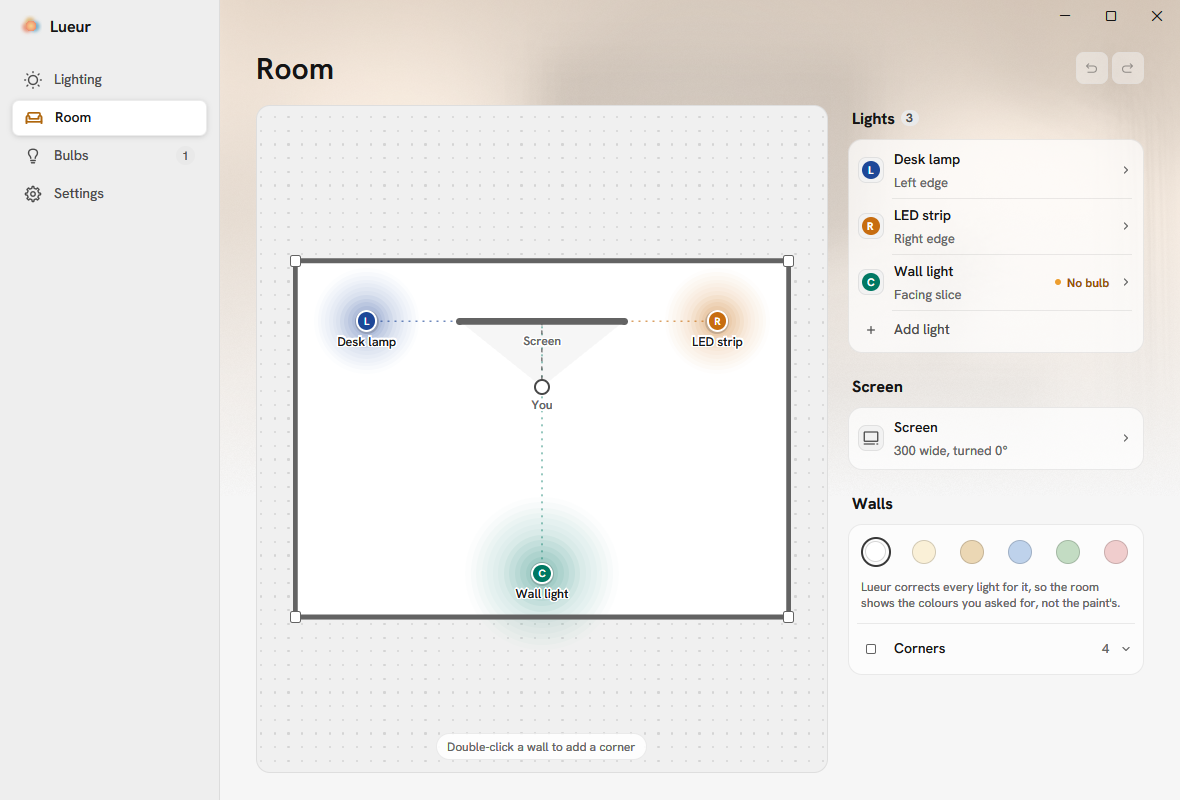 Lueur
Lighting
Room
Bulbs 1
Settings
Room
L
Desk lamp
R
LED strip
Screen
You
C
Wall light
Double-click a wall to add a corner
Lights 3
L
Desk lamp
Left edge
R
LED strip
Right edge
C
Wall light
Facing slice
No bulb
Add light
Screen
Screen
300 wide, turned 0°
Walls
Lueur corrects every light for it, so the room
shows the colours you asked for, not the paint's.
Corners 4